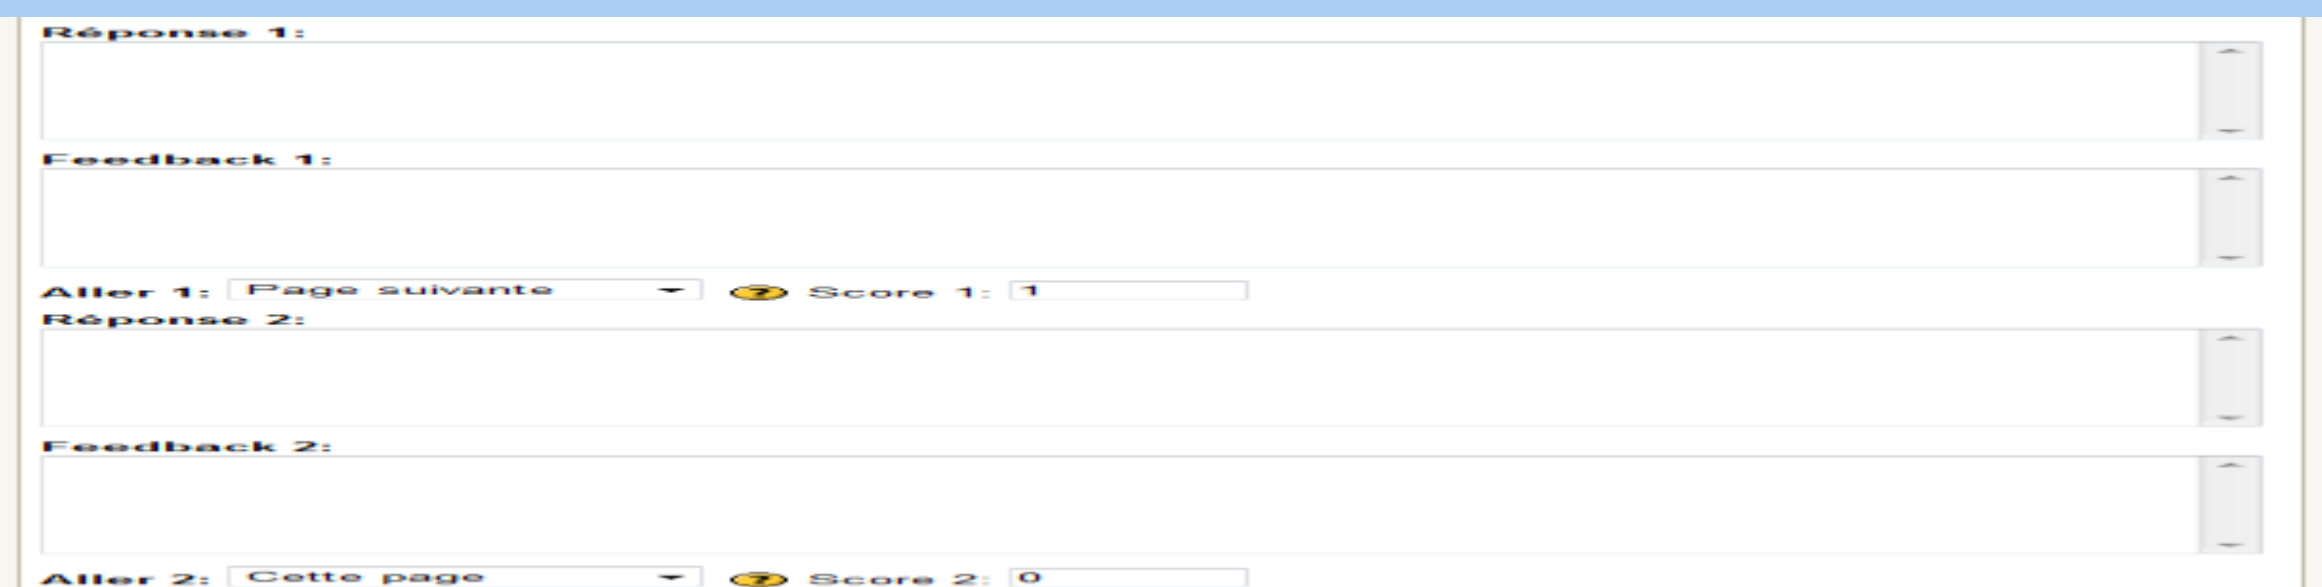 Réponse 1:
Feedback 1:
Aller 1: Page suivante ? Score 1: 1
Réponse 2:
Feedback 2:
Aller 2: Cette page ? Score 2: 0